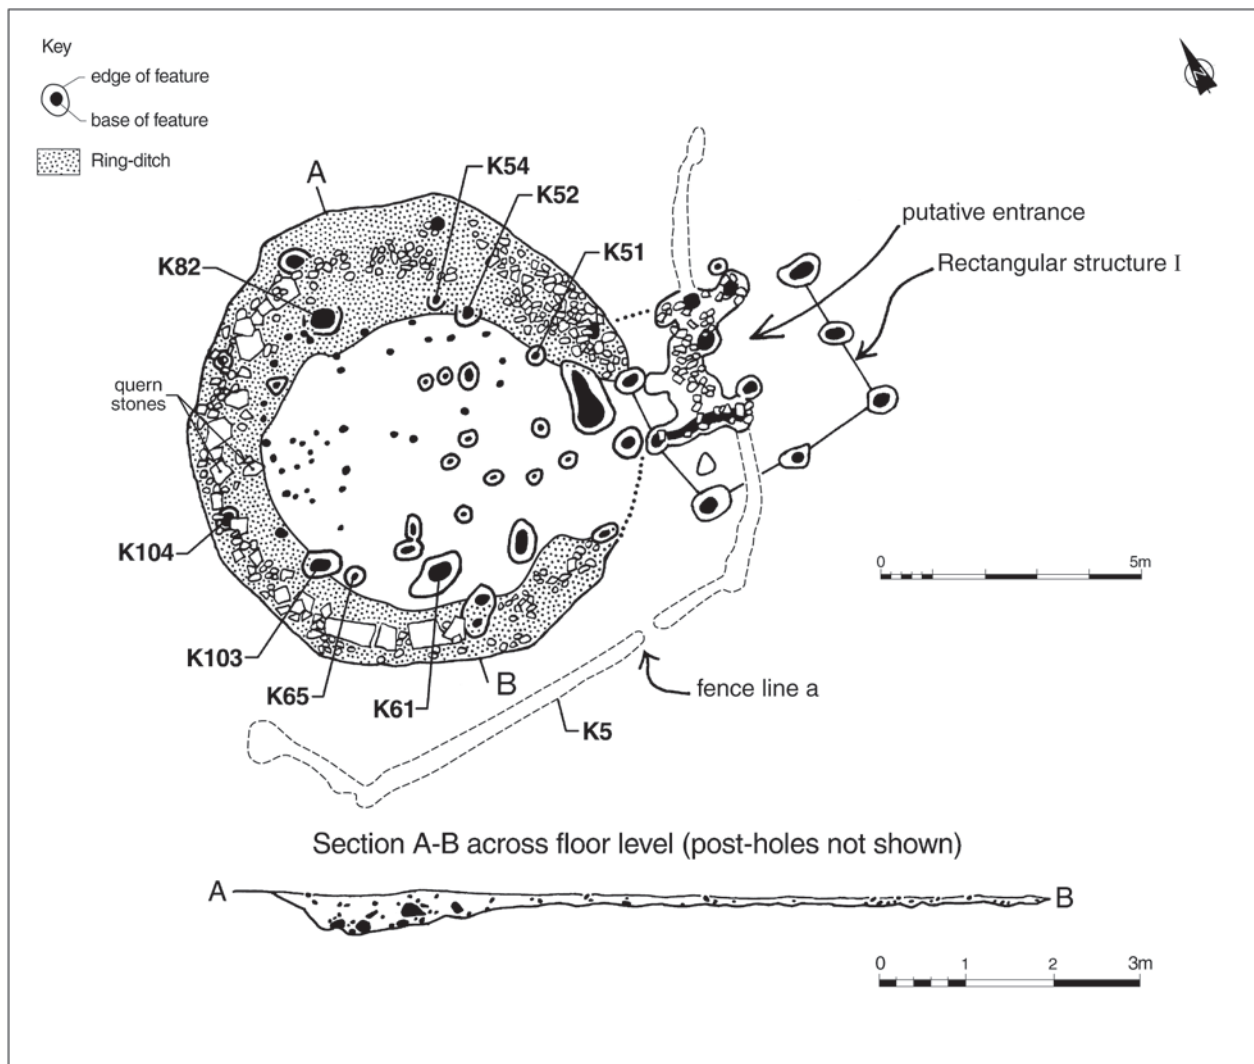 Key
edge of feature
base of feature
Ring-ditch
N
A
K54
K52
K82
K51
putative entrance
Rectangular structure I
quern
stones
K104
0 5m
K103
K65
K61
B
fence line a
K5
Section A-B across floor level (post-holes not shown)
A B
0 1 2 3m